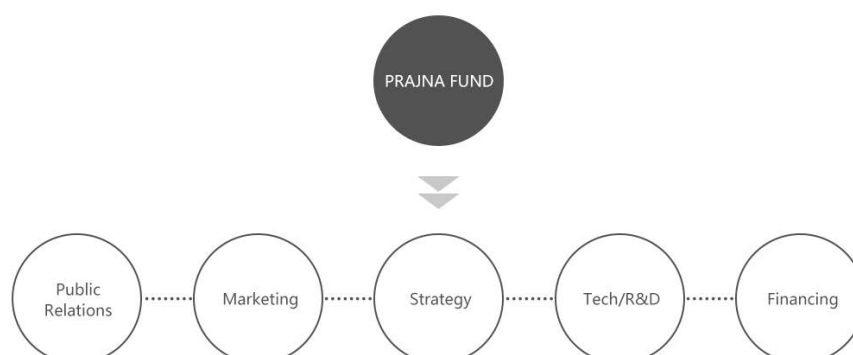 PRAJNA FUND
Public
Relations
Marketing
Strategy
Tech/R&D
Financing